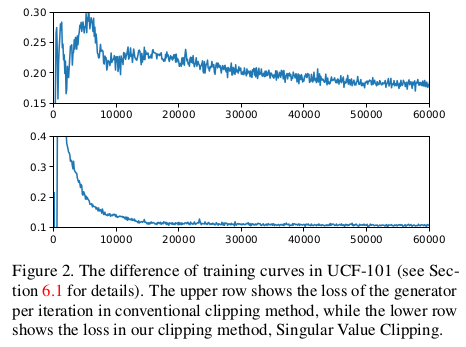 0.30
0.25
0.20
0.15
0 10000 20000 30000 40000 50000 60000
0.4
0.3
0.2
0.1
0 10000 20000 30000 40000 50000 60000
Figure 2. The difference of training curves in UCF-101 (see Sec-
tion 6.1 for details). The upper row shows the loss of the generator
per iteration in conventional clipping method, while the lower row
shows the loss in our clipping method, Singular Value Clipping.